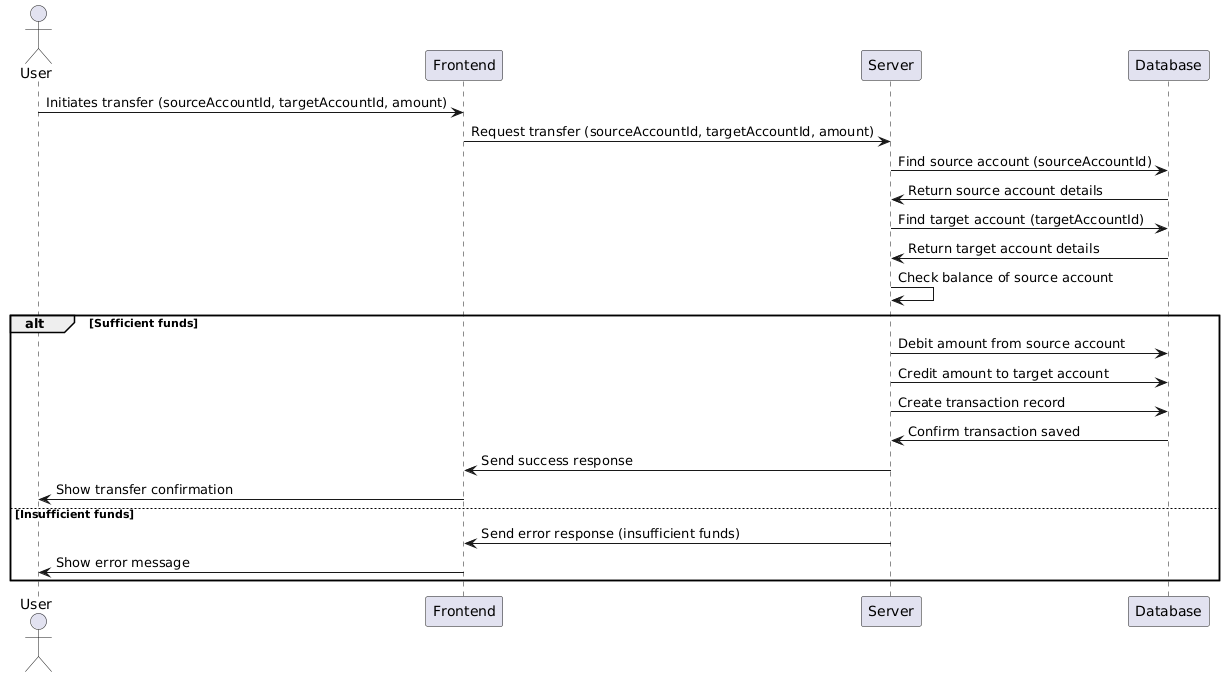 User
Frontend
Server
Database
Initiates transfer (sourceAccountId, targetAccountId, amount)
Request transfer (sourceAccountId, targetAccountId, amount)
Find source account (sourceAccountId)
Return source account details
Find target account (targetAccountId)
Return target account details
Check balance of source account
alt
[Sufficient funds]
Debit amount from source account
Credit amount to target account
Create transaction record
Confirm transaction saved
Send success response
Show transfer confirmation
[Insufficient funds]
Send error response (insufficient funds)
Show error message
User
Frontend
Server
Database